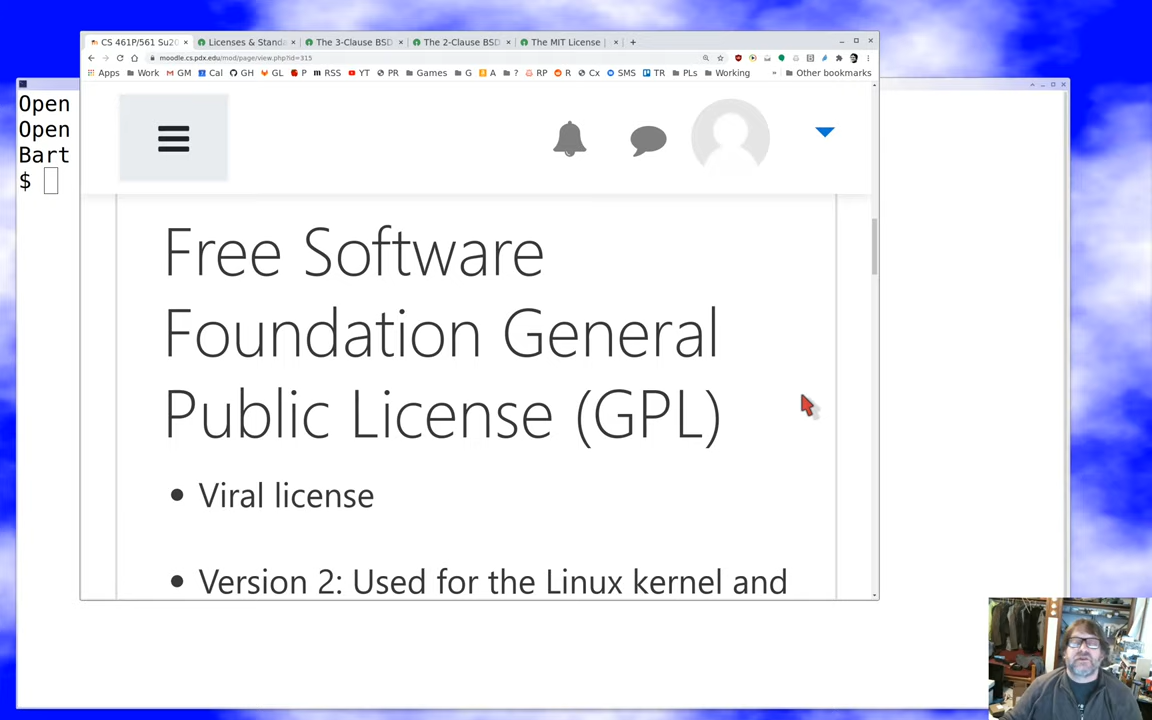 CS 461P/561 Su20
Licenses & Standa
The 3-Clause BSD
The 2-Clause BSD
The MIT License |
moodle.cs.pdx.edu/mod/page/view.php?id=315
Apps Work GM Cal GH GL P RSS YT PR Games G A ? RP R Cx SMS TR PLs Working » Other bookmarks
Open
Open
Bart
$
Free Software
Foundation General
Public License (GPL)
• Viral license
• Version 2: Used for the Linux kernel and